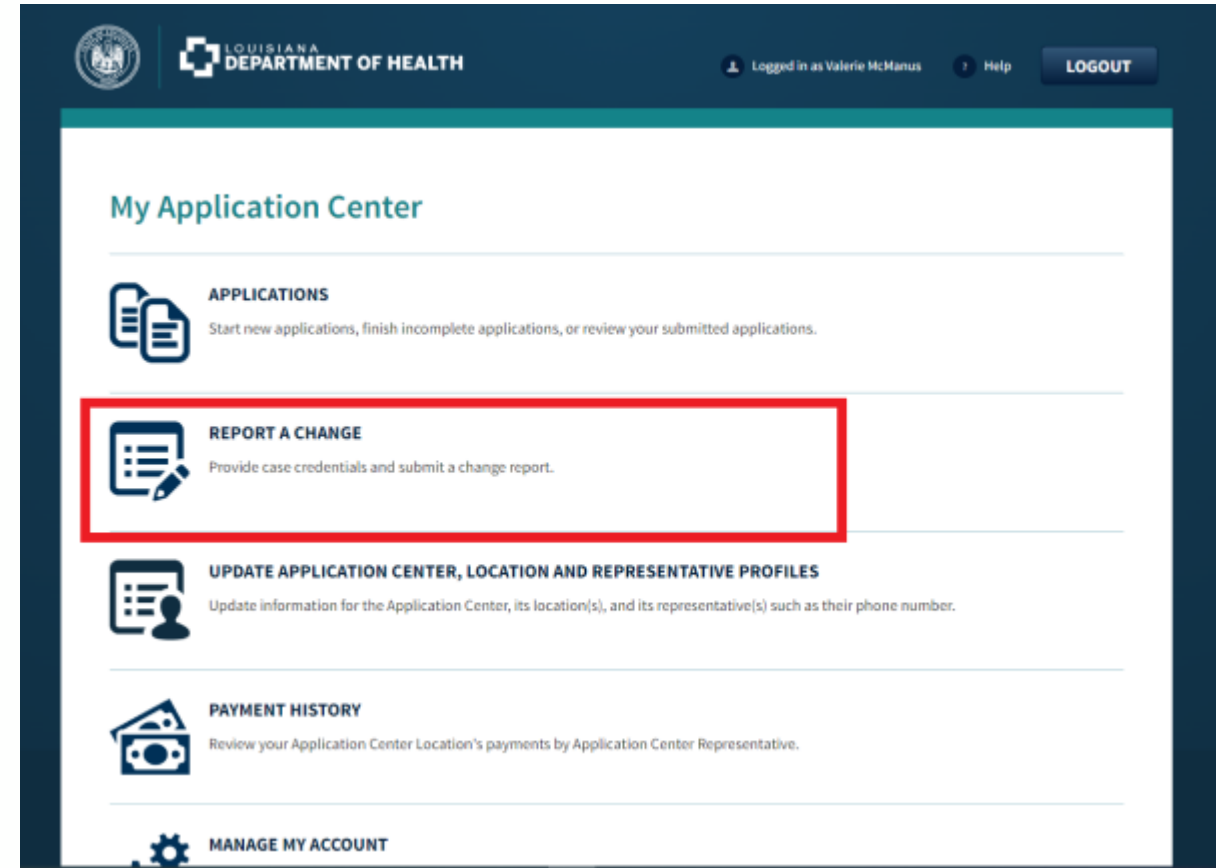 LOUISIANA
DEPARTMENT OF HEALTH
Logged in as Valerie McManus
? Help
LOGOUT
My Application Center
APPLICATIONS
Start new applications, finish incomplete applications, or review your submitted applications.
REPORT A CHANGE
Provide case credentials and submit a change report.
UPDATE APPLICATION CENTER, LOCATION AND REPRESENTATIVE PROFILES
Update information for the Application Center, its location(s), and its representative(s) such as their phone number.
PAYMENT HISTORY
Review your Application Center Location's payments by Application Center Representative.
MANAGE MY ACCOUNT